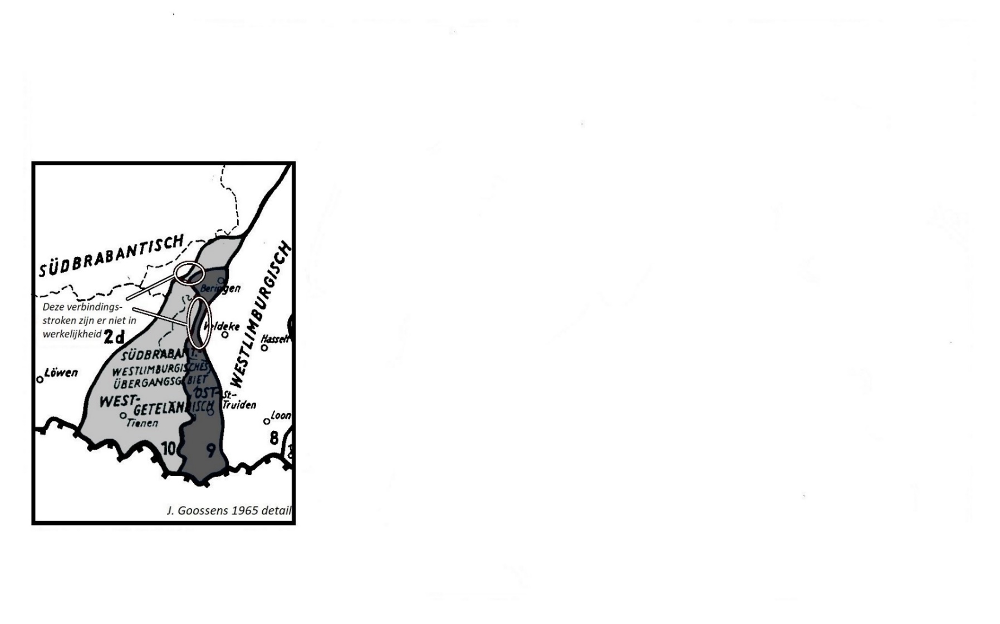 SÜDBRABANTISCH
WESTLIMBURGISCH
Beringen
Deze verbindings-
stroken zijn er niet in
werkelijkheid
2d
Veldeke
Hasselt
SÜDBRABANT.-
WESTLIMBURGISCHES
ÜBERGANGSGEBIET
Löwen
WEST-
GETELÄNDISCH
OST-
St.-
Truiden
Tienen
Loon
8
10
9
J. Goossens 1965 detail